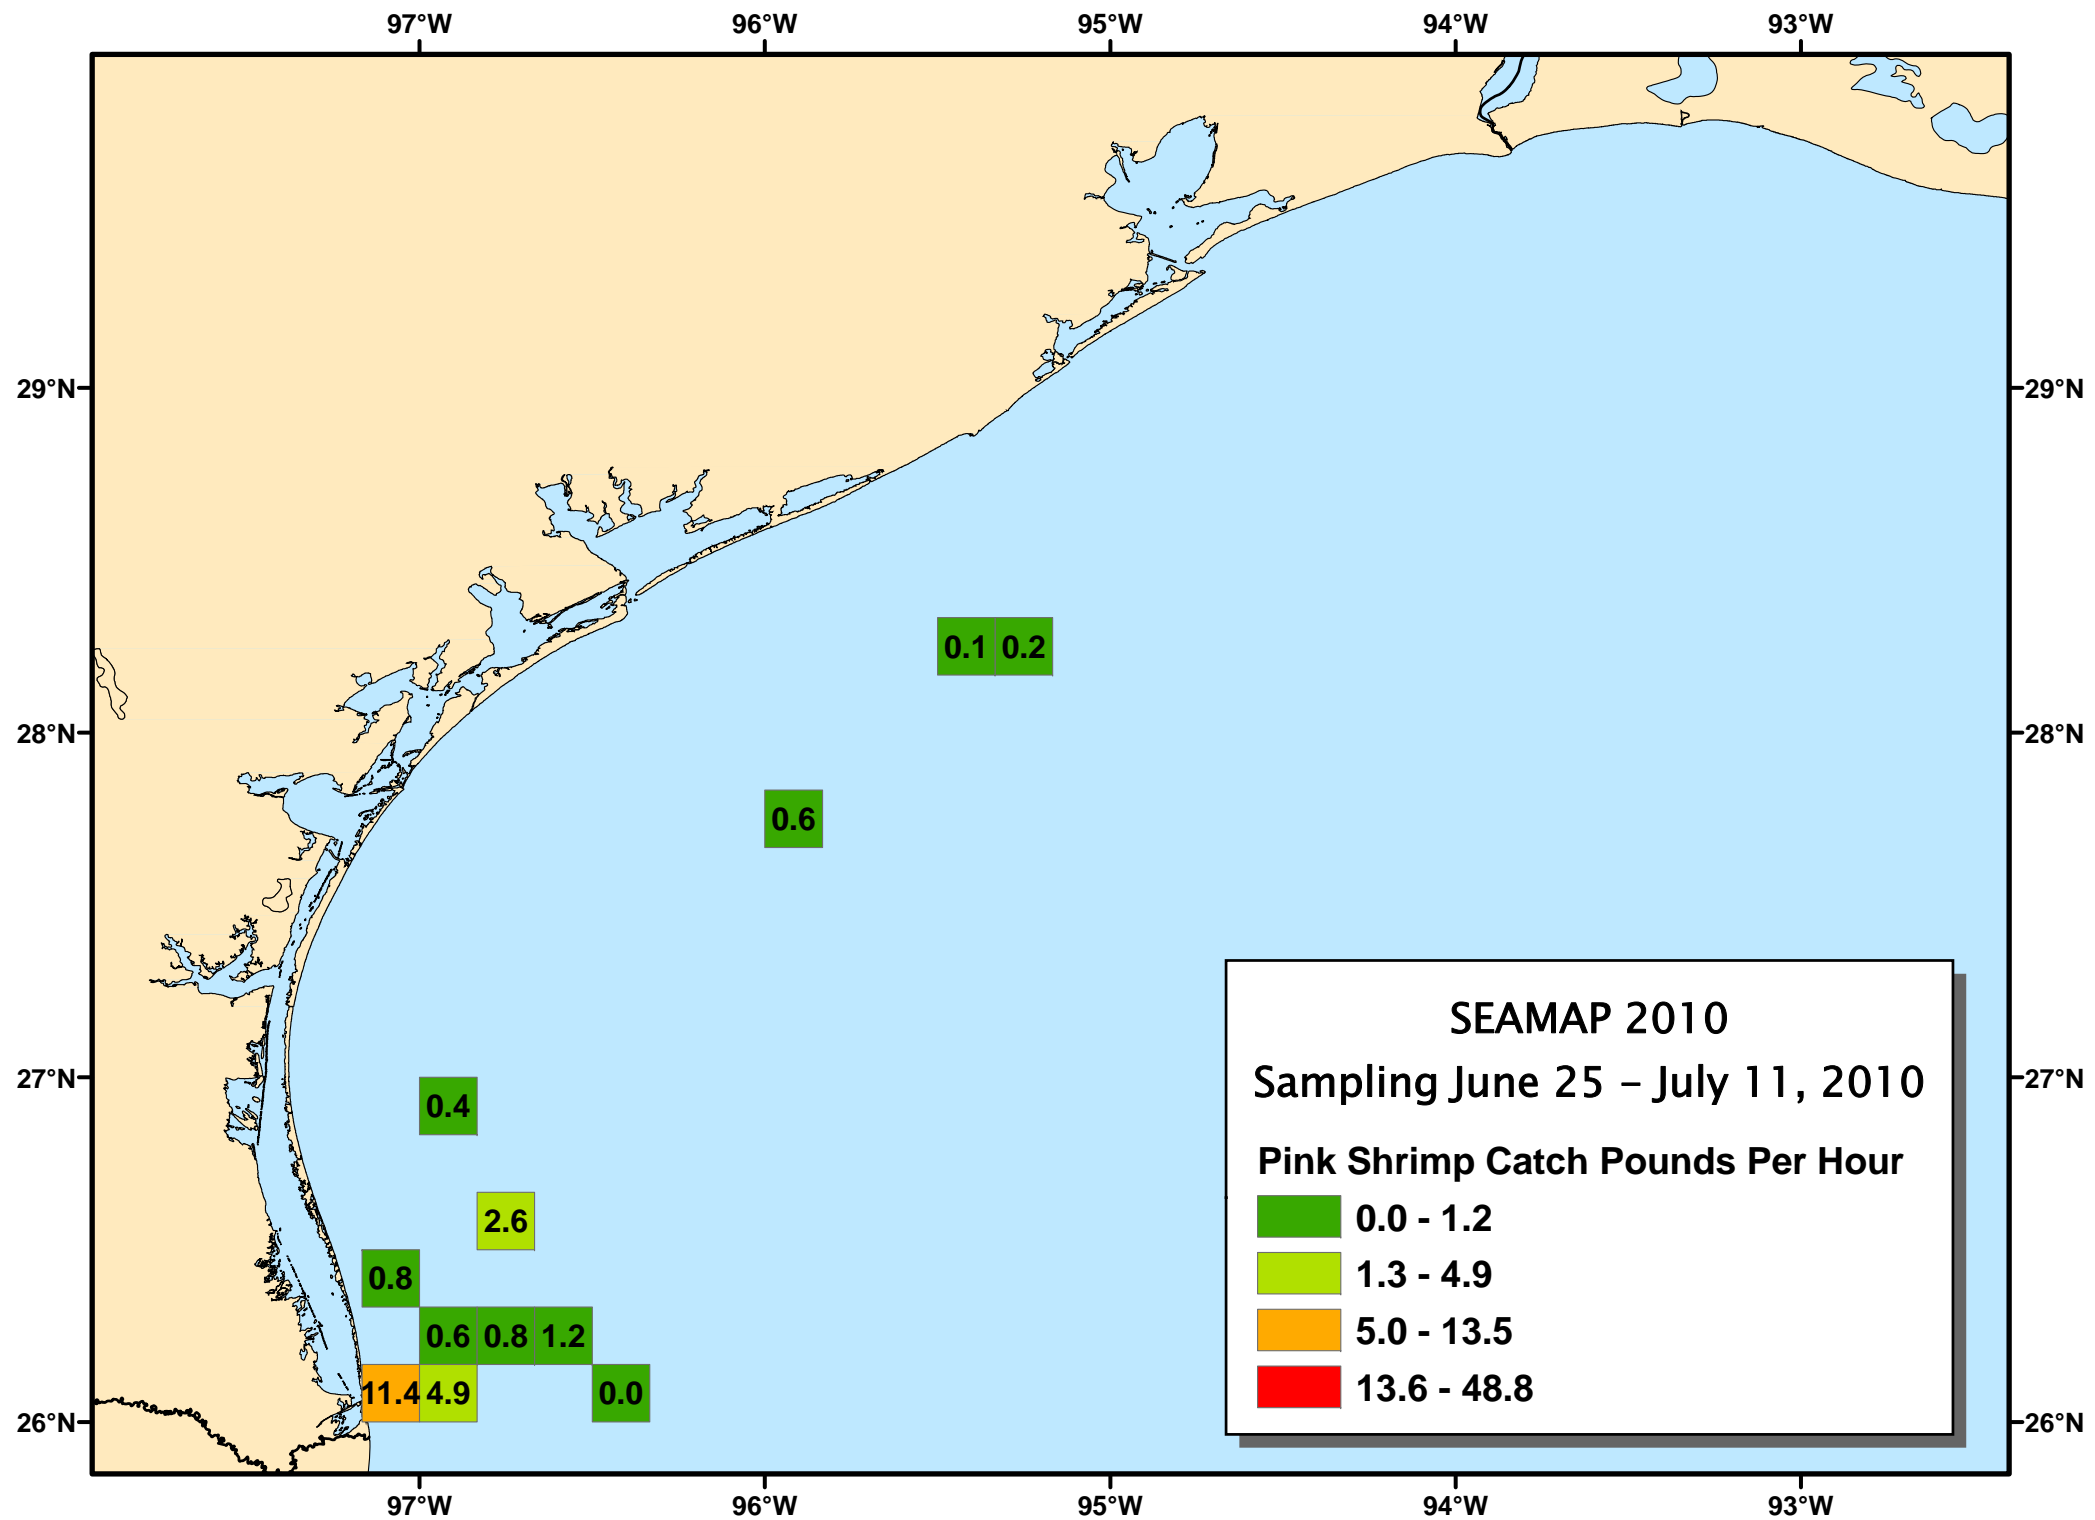 97°W 96°W 95°W 94°W 93°W
29°N 29°N
0.1 0.2
28°N 28°N
0.6
SEAMAP 2010
Sampling June 25 – July 11, 2010
27°N 27°N
0.4
Pink Shrimp Catch Pounds Per Hour
2.6 0.0 - 1.2
0.8 1.3 - 4.9
0.6 0.8 1.2 5.0 - 13.5
11.4 4.9 0.0 13.6 - 48.8
26°N 26°N
97°W 96°W 95°W 94°W 93°W